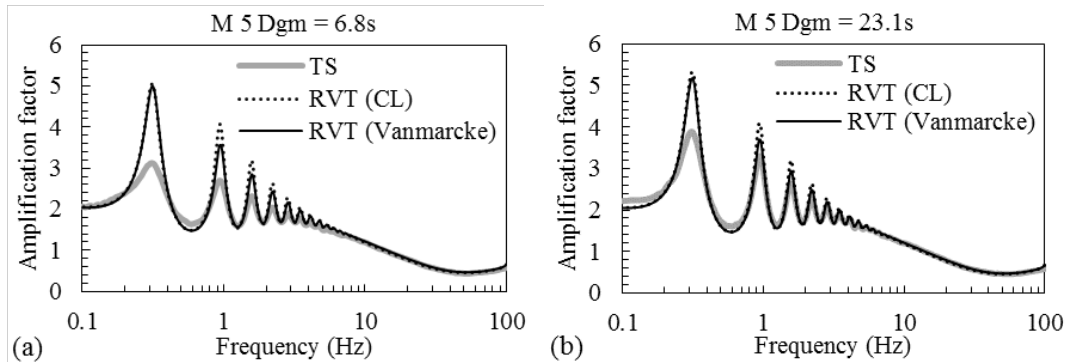 M 5 Dgm = 6.8s
6
5
4
3
2
1
0
Amplification factor
TS
RVT (CL)
RVT (Vanmarcke)
0.1 1 10 100
Frequency (Hz)
(a)
M 5 Dgm = 23.1s
6
5
4
3
2
1
0
Amplification factor
TS
RVT (CL)
RVT (Vanmarcke)
0.1 1 10 100
Frequency (Hz)
(b)